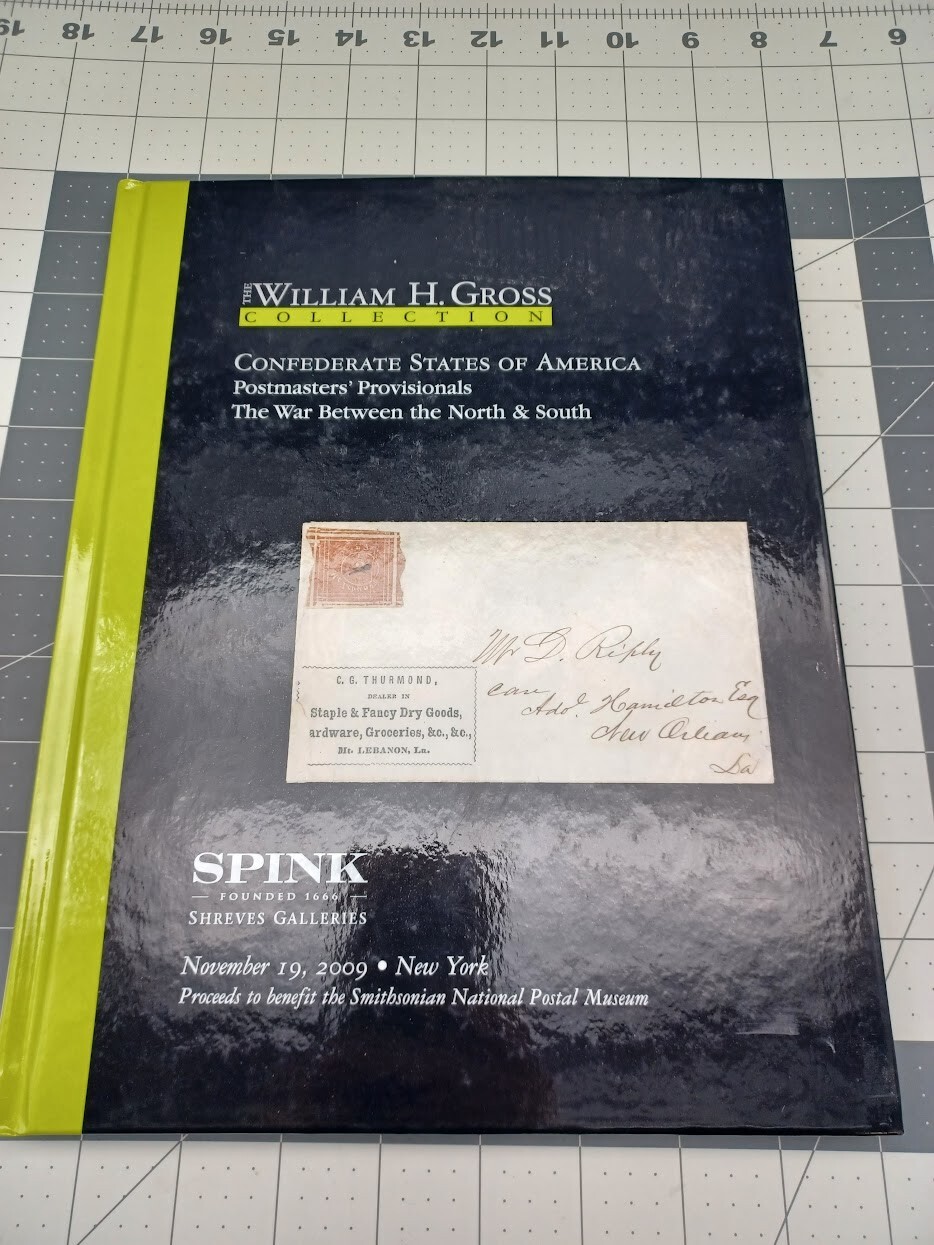 19 18 17 16 15 14 13 12 11 10 9 8 7 6
THE WILLIAM H. GROSS
COLLECTION
CONFEDERATE STATES OF AMERICA
Postmasters' Provisionals
The War Between the North & South
Mr D. Riply
care
Ado. Hamilton Esq
New Orleans
La
C. G. THURMOND,
DEALER IN
Staple & Fancy Dry Goods,
ardware, Groceries, &c., &c.,
Mt. LEBANON, La.
SPINK
FOUNDED 1666
SHREVES GALLERIES
November 19, 2009 • New York
Proceeds to benefit the Smithsonian National Postal Museum